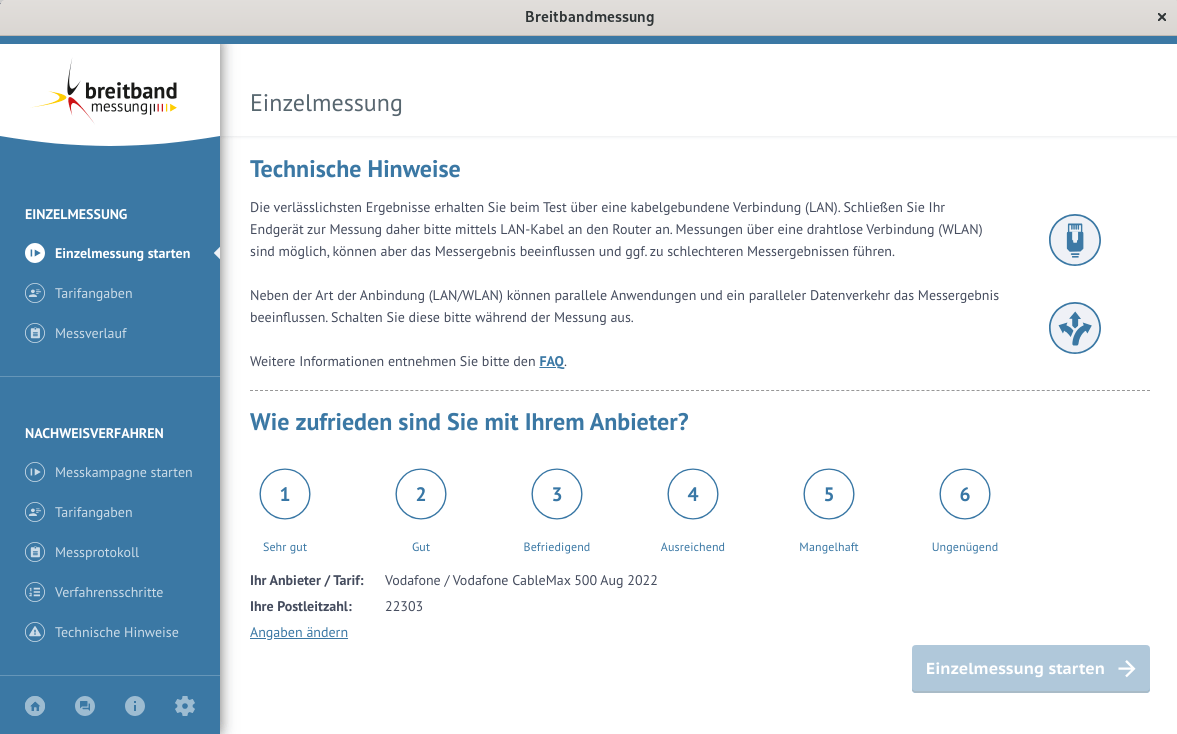 Breitbandmessung
breitband
messung
Einzelmessung
EINZELMESSUNG
Einzelmessung starten
Tarifangaben
Messverlauf
NACHWEISVERFAHREN
Messkampagne starten
Tarifangaben
Messprotokoll
Verfahrensschritte
Technische Hinweise
Technische Hinweise
Die verlässlichsten Ergebnisse erhalten Sie beim Test über eine kabelgebundene Verbindung (LAN). Schließen Sie Ihr
Endgerät zur Messung daher bitte mittels LAN-Kabel an den Router an. Messungen über eine drahtlose Verbindung (WLAN)
sind möglich, können aber das Messergebnis beeinflussen und ggf. zu schlechteren Messergebnissen führen.
Neben der Art der Anbindung (LAN/WLAN) können parallele Anwendungen und ein paralleler Datenverkehr das Messergebnis
beeinflussen. Schalten Sie diese bitte während der Messung aus.
Weitere Informationen entnehmen Sie bitte den FAQ.
Wie zufrieden sind Sie mit Ihrem Anbieter?
1 2 3 4 5 6
Sehr gut Gut Befriedigend Ausreichend Mangelhaft Ungenügend
Ihr Anbieter / Tarif: Vodafone / Vodafone CableMax 500 Aug 2022
Ihre Postleitzahl: 22303
Angaben ändern
Einzelmessung starten